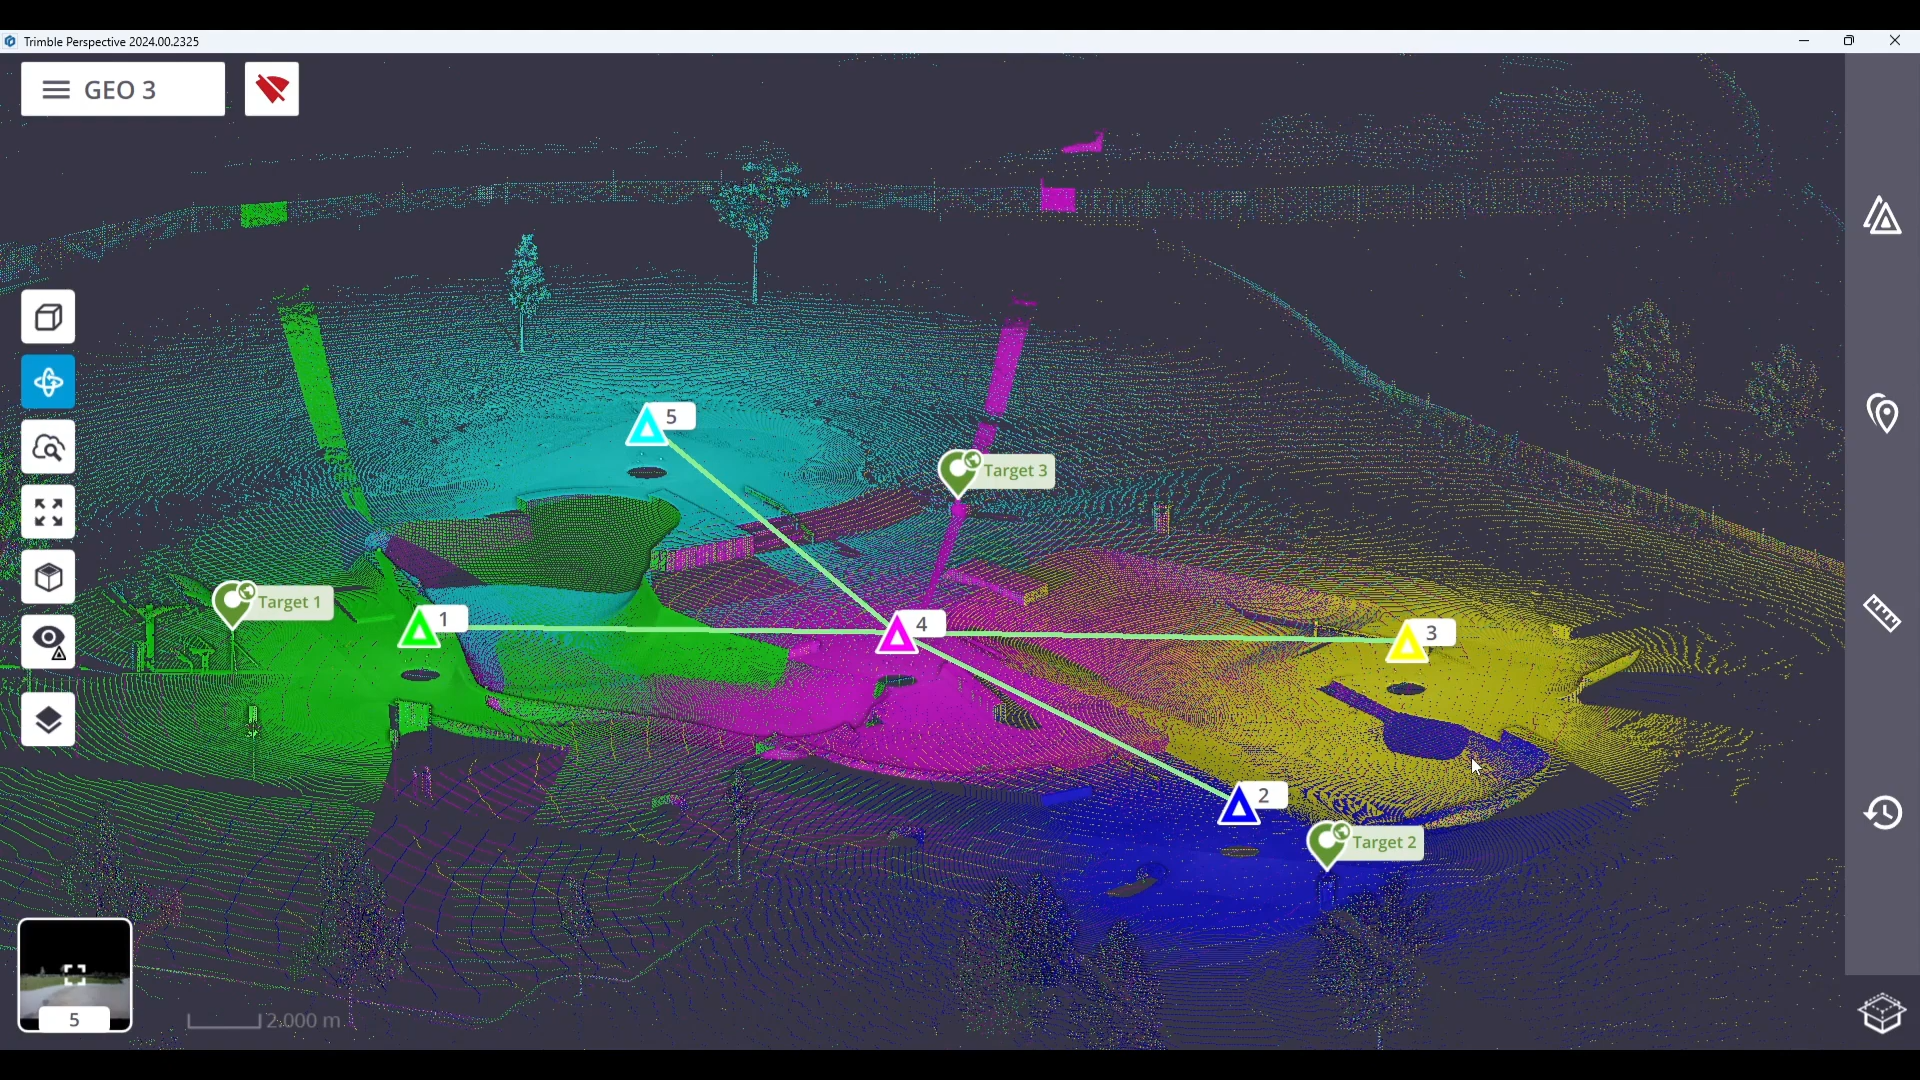 Trimble Perspective 2024.00.2325
GEO 3
5
Target 3
Target 1
1
4
3
2
Target 2
5
2.000 m